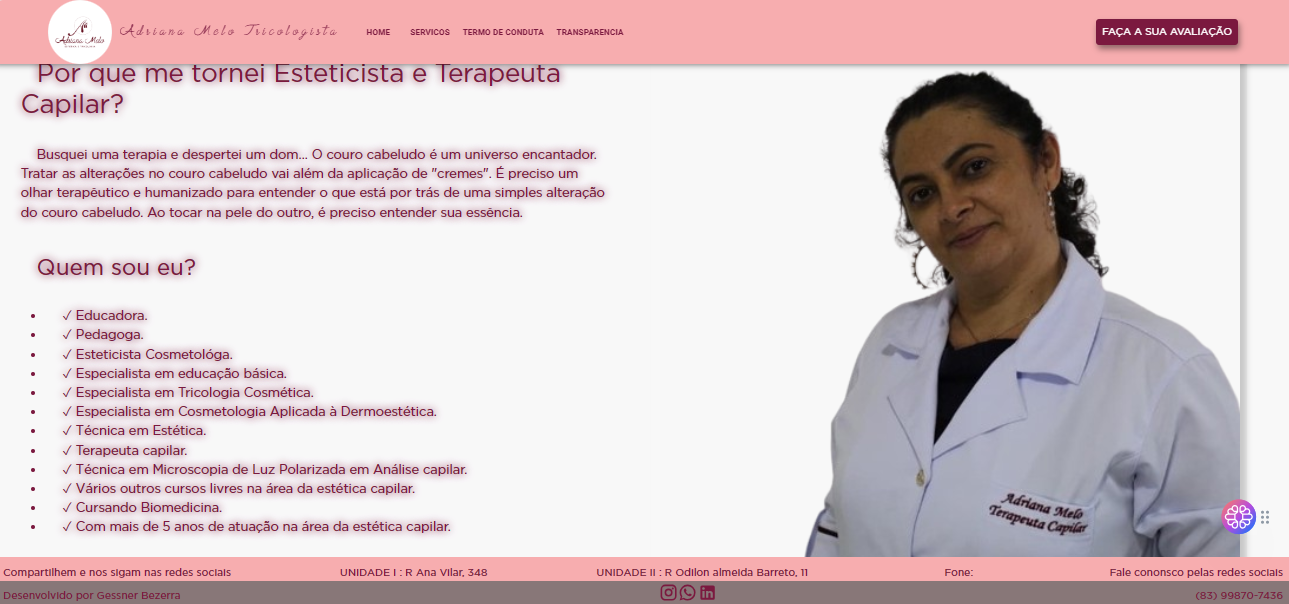 Adriana Melo
Adriana Melo Tricologista
HOME
SERVICOS
TERMO DE CONDUTA
TRANSPARENCIA
FAÇA A SUA AVALIAÇÃO
Por que me tornei Esteticista e Terapeuta
Capilar?
Busquei uma terapia e despertei um dom... O couro cabeludo é um universo encantador.
Tratar as alterações no couro cabeludo vai além da aplicação de "cremes". É preciso um
olhar terapêutico e humanizado para entender o que está por trás de uma simples alteração
do couro cabeludo. Ao tocar na pele do outro, é preciso entender sua essência.
Quem sou eu?
• ✓ Educadora.
• ✓ Pedagoga.
• ✓ Esteticista Cosmetológa.
• ✓ Especialista em educação básica.
• ✓ Especialista em Tricologia Cosmética.
• ✓ Especialista em Cosmetologia Aplicada à Dermoestética.
• ✓ Técnica em Estética.
• ✓ Terapeuta capilar.
• ✓ Técnica em Microscopia de Luz Polarizada em Análise capilar.
• ✓ Vários outros cursos livres na área da estética capilar.
• ✓ Cursando Biomedicina.
• ✓ Com mais de 5 anos de atuação na área da estética capilar.
Adriana Melo
Terapeuta Capilar
Compartilhem e nos sigam nas redes sociais
UNIDADE I : R Ana Vilar, 348
UNIDADE II : R Odilon almeida Barreto, 11
Fone:
Fale cononsco pelas redes sociais
Desenvolvido por Gessner Bezerra
(83) 99870-7436